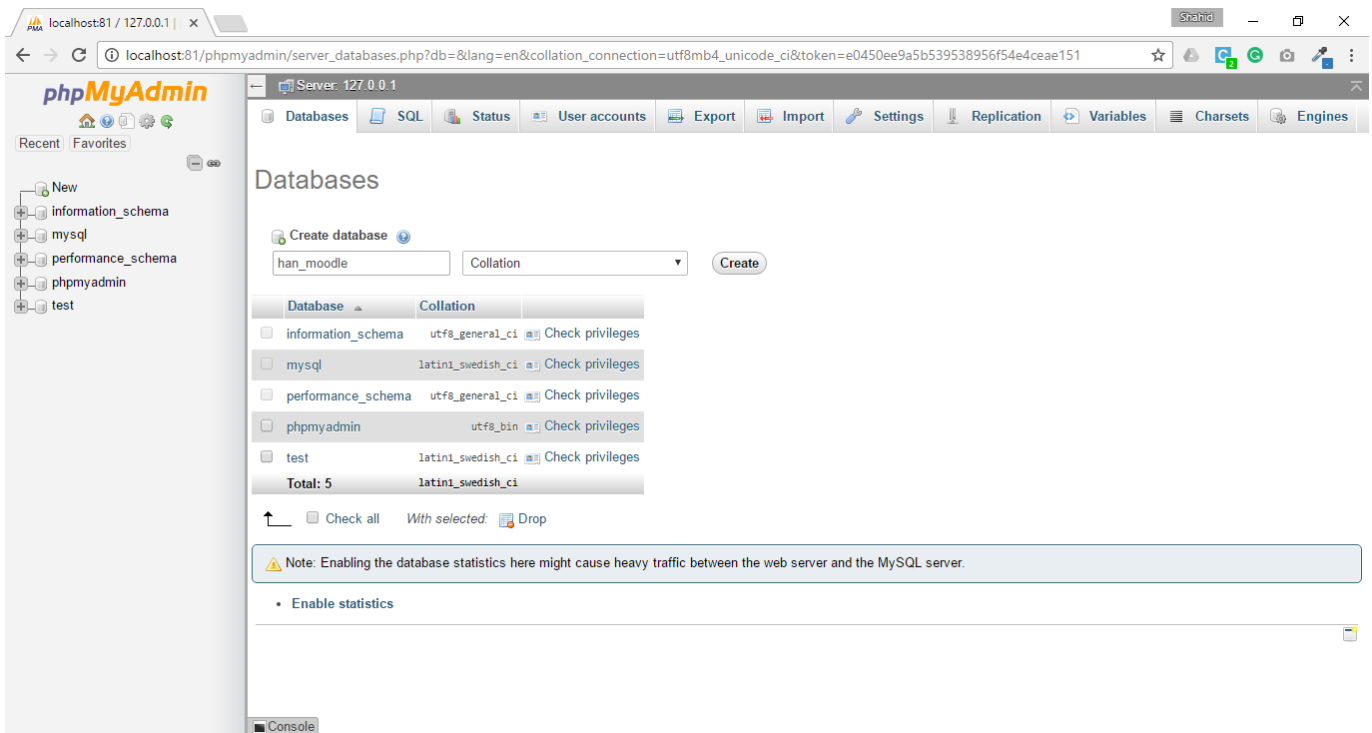 localhost:81 / 127.0.0.1 |
Shahid
localhost:81/phpmyadmin/server_databases.php?db=&lang=en&collation_connection=utf8mb4_unicode_ci&token=e0450ee9a5b539538956f54e4ceae151
phpMyAdmin
Recent Favorites
New
information_schema
mysql
performance_schema
phpmyadmin
test
Server: 127.0.0.1
Databases SQL Status User accounts Export Import Settings Replication Variables Charsets Engines
Databases
Create database
han_moodle Collation Create
Database Collation
information_schema utf8_general_ci Check privileges
mysql latin1_swedish_ci Check privileges
performance_schema utf8_general_ci Check privileges
phpmyadmin utf8_bin Check privileges
test latin1_swedish_ci Check privileges
Total: 5 latin1_swedish_ci
Check all With selected: Drop
Note: Enabling the database statistics here might cause heavy traffic between the web server and the MySQL server.
• Enable statistics
Console